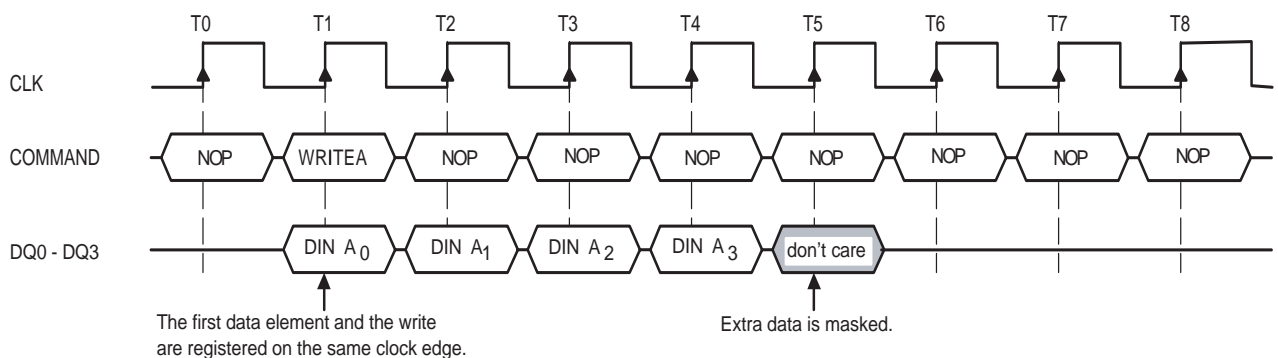 T0 T1 T2 T3 T4 T5 T6 T7 T8
CLK
COMMAND NOP WRITEA NOP NOP NOP NOP NOP NOP NOP
DQ0 - DQ3 DIN A0 DIN A1 DIN A2 DIN A3 don't care
The first data element and the write
are registered on the same clock edge.
Extra data is masked.